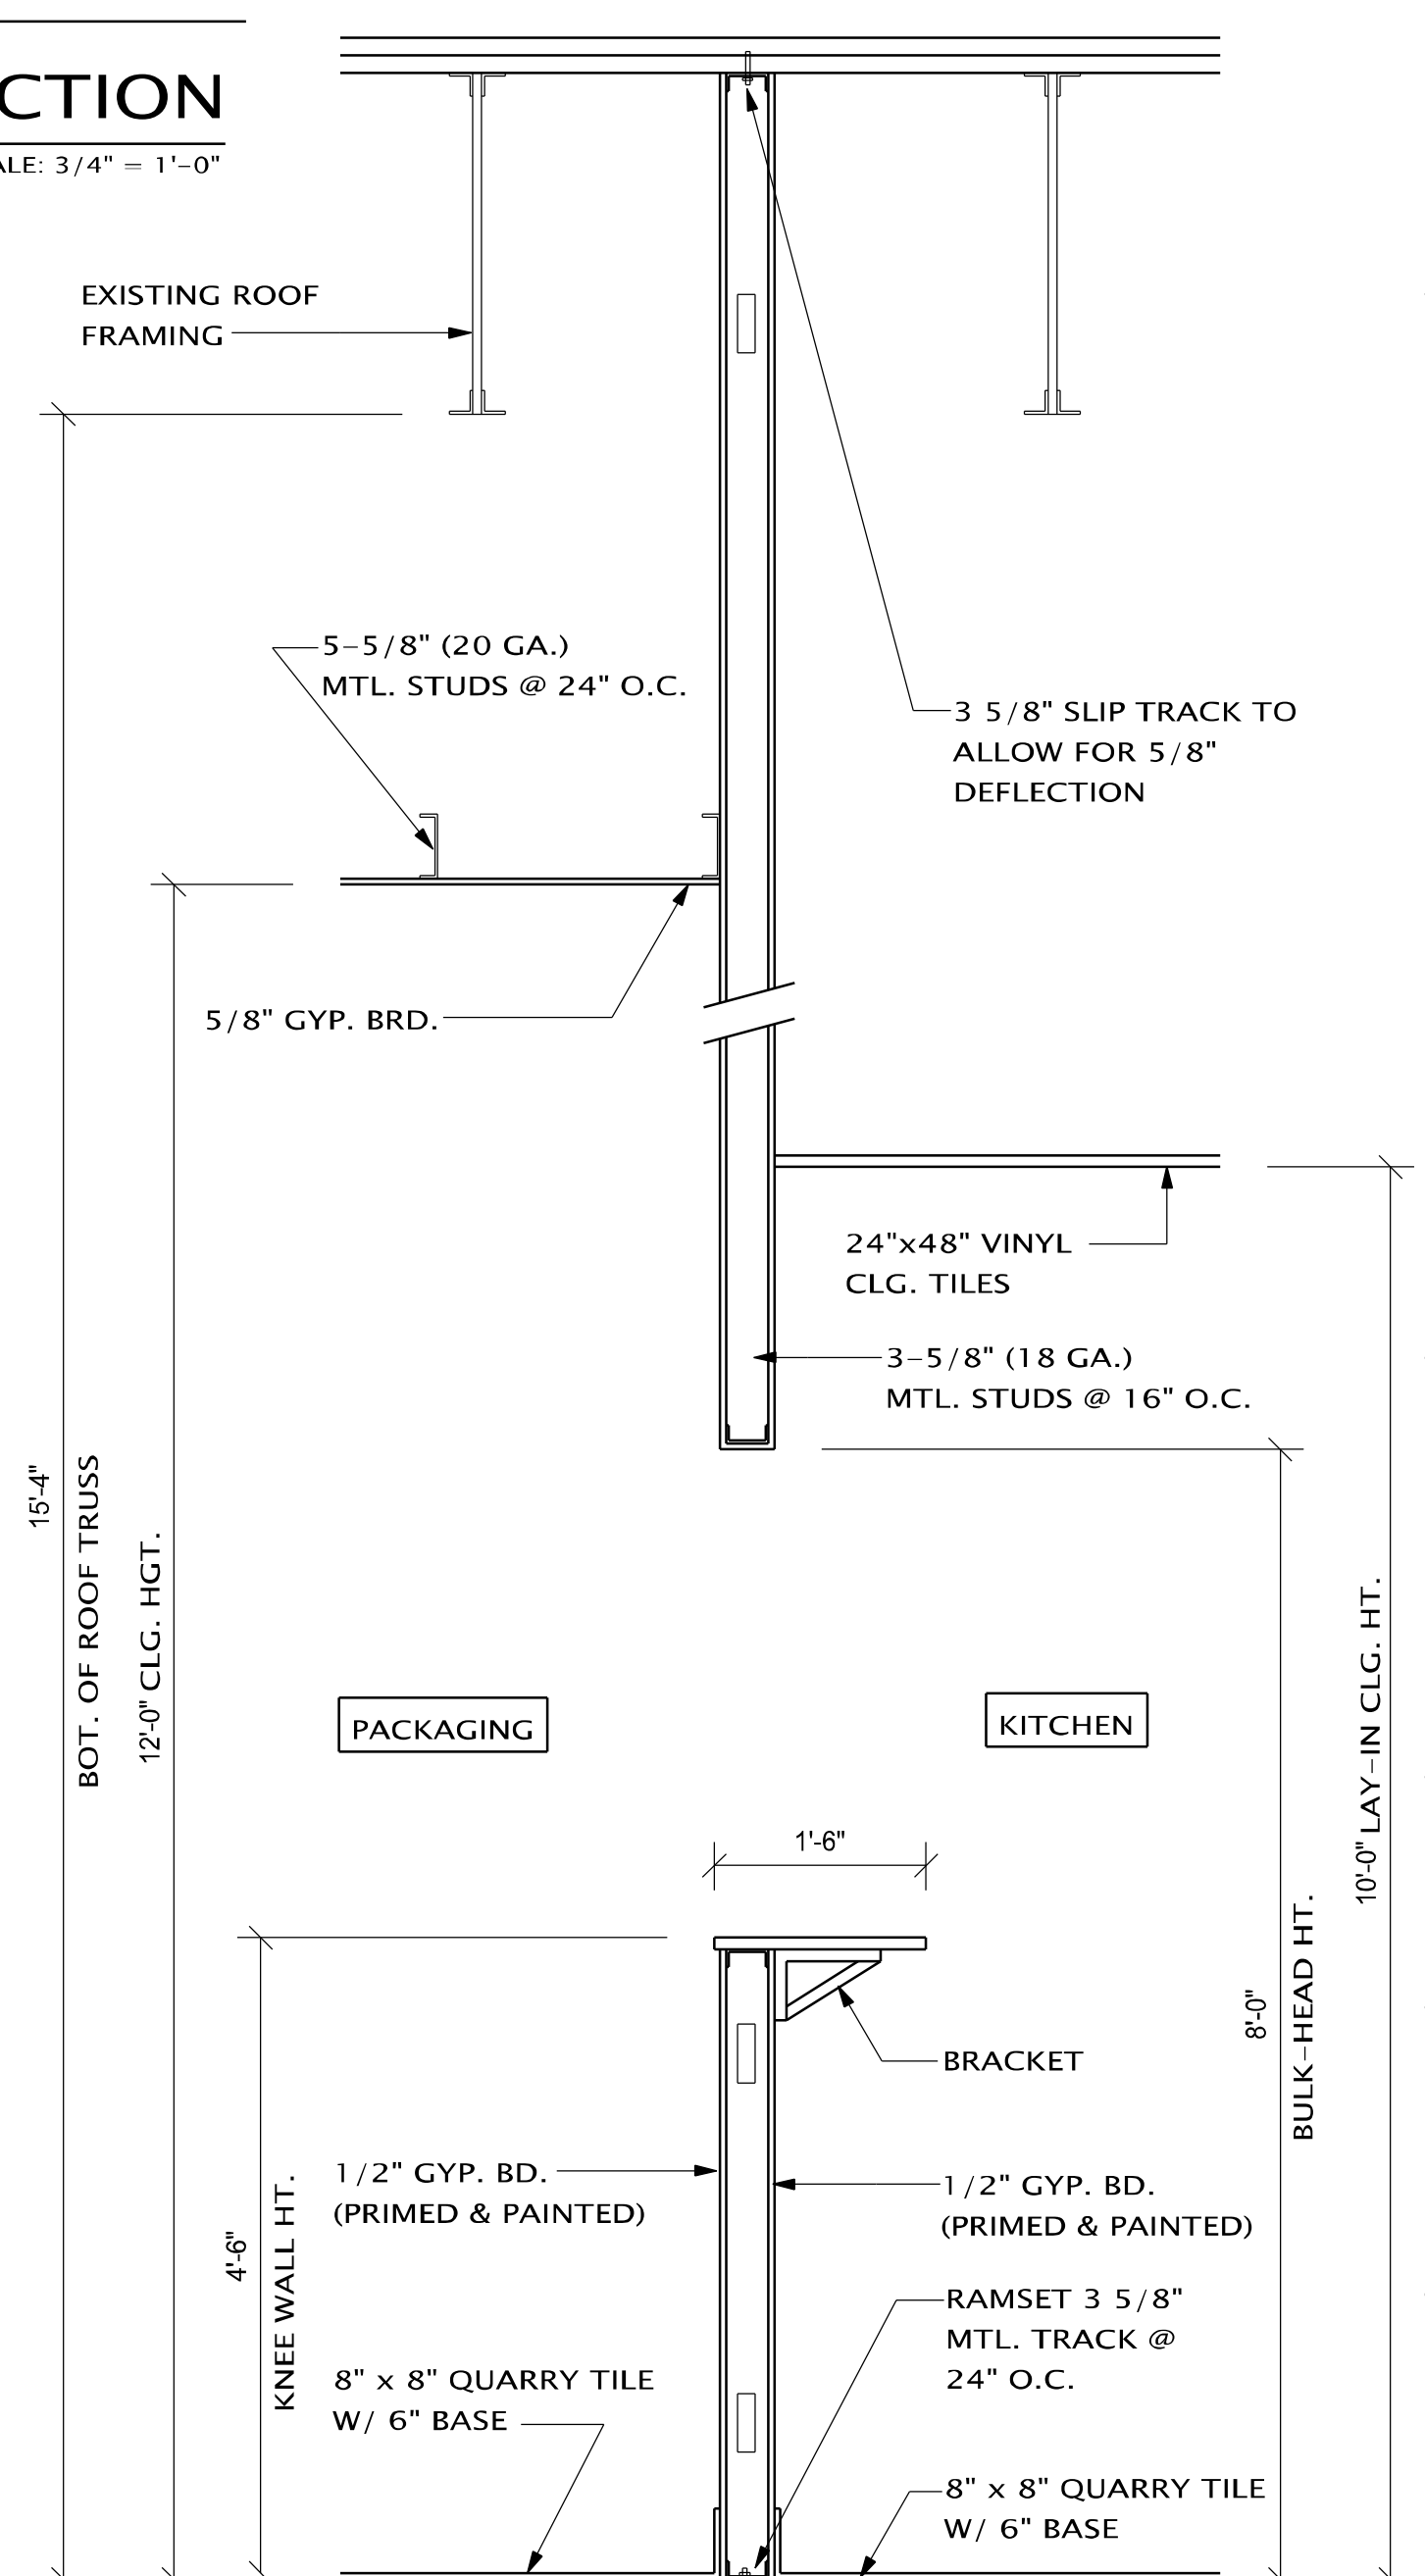 CTION
ALE: 3/4" = 1'-0"
EXISTING ROOF
FRAMING
5-5/8" (20 GA.)
MTL. STUDS @ 24" O.C.
3 5/8" SLIP TRACK TO
ALLOW FOR 5/8"
DEFLECTION
5/8" GYP. BRD.
24"x48" VINYL
CLG. TILES
3-5/8" (18 GA.)
MTL. STUDS @ 16" O.C.
15'-4"
BOT. OF ROOF TRUSS
12'-0" CLG. HGT.
PACKAGING
KITCHEN
10'-0" LAY-IN CLG. HT.
8'-0"
BULK-HEAD HT.
1'-6"
BRACKET
4'-6"
KNEE WALL HT.
1/2" GYP. BD.
(PRIMED & PAINTED)
1/2" GYP. BD.
(PRIMED & PAINTED)
RAMSET 3 5/8"
MTL. TRACK @
24" O.C.
8" x 8" QUARRY TILE
W/ 6" BASE
8" x 8" QUARRY TILE
W/ 6" BASE